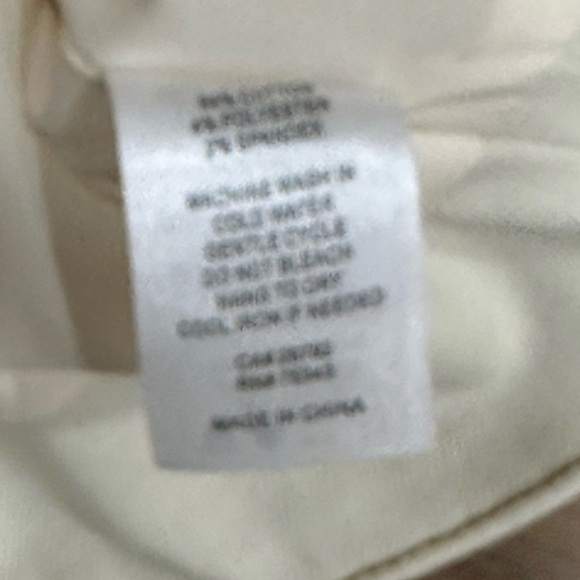 COTTON
POLYESTER
2% SPANDEX
MACHINE WASH IN
COLD WATER
GENTLE CYCLE
DO NOT BLEACH
HANG TO DRY
COOL IRON IF NEEDED
MADE IN CHINA